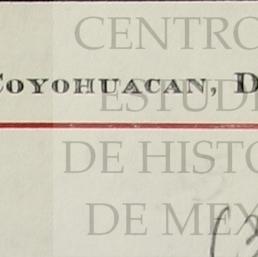 CENTRO
COYOHUACAN, D
ESTUDI
DE HISTO
DE MEX